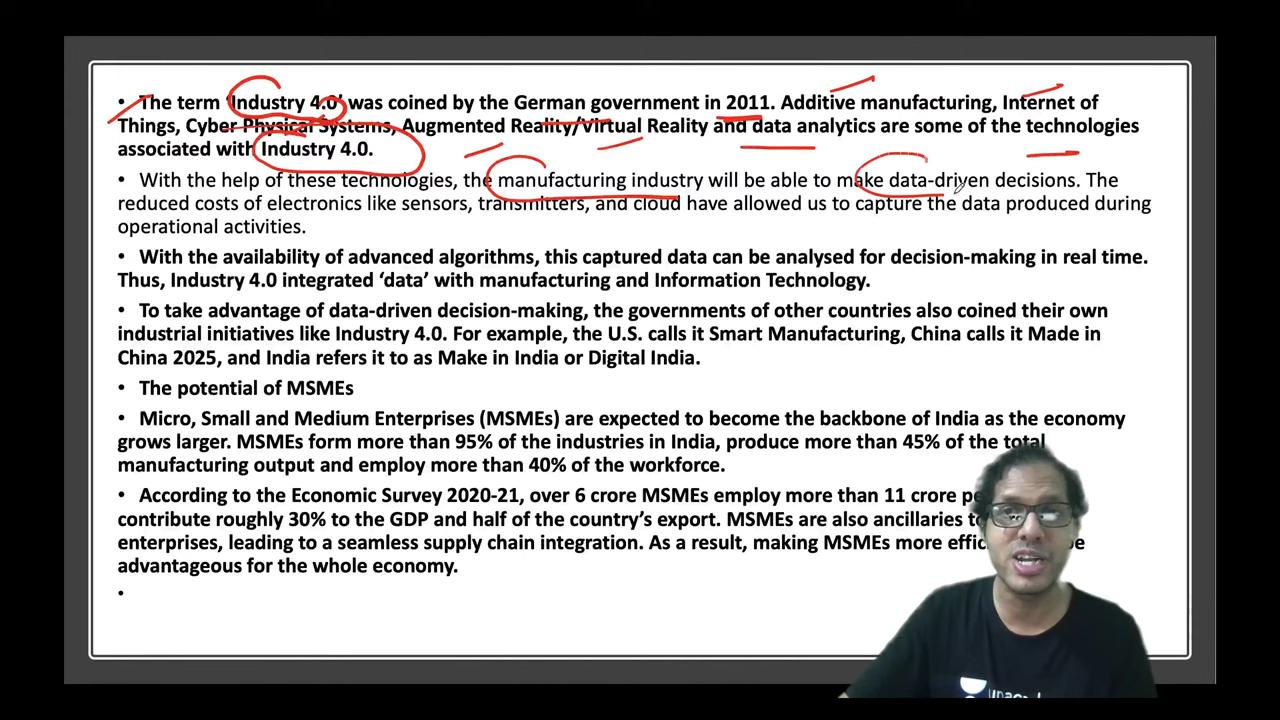 • The term 'Industry 4.0' was coined by the German government in 2011. Additive manufacturing, Internet of
Things, Cyber Physical Systems, Augmented Reality/Virtual Reality and data analytics are some of the technologies
associated with Industry 4.0.
• With the help of these technologies, the manufacturing industry will be able to make data-driven decisions. The
reduced costs of electronics like sensors, transmitters, and cloud have allowed us to capture the data produced during
operational activities.
• With the availability of advanced algorithms, this captured data can be analysed for decision-making in real time.
Thus, Industry 4.0 integrated 'data' with manufacturing and Information Technology.
• To take advantage of data-driven decision-making, the governments of other countries also coined their own
industrial initiatives like Industry 4.0. For example, the U.S. calls it Smart Manufacturing, China calls it Made in
China 2025, and India refers it to as Make in India or Digital India.
• The potential of MSMEs
• Micro, Small and Medium Enterprises (MSMEs) are expected to become the backbone of India as the economy
grows larger. MSMEs form more than 95% of the industries in India, produce more than 45% of the total
manufacturing output and employ more than 40% of the workforce.
• According to the Economic Survey 2020-21, over 6 crore MSMEs employ more than 11 crore
contribute roughly 30% to the GDP and half of the country's export. MSMEs are also ancillaries
enterprises, leading to a seamless supply chain integration. As a result, making MSMEs more
advantageous for the whole economy.
•